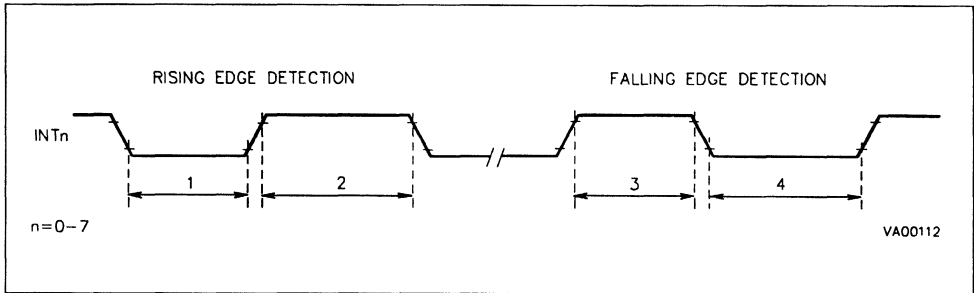 RISING EDGE DETECTION
FALLING EDGE DETECTION
INTn
1
2
3
4
n=0-7
VA00112